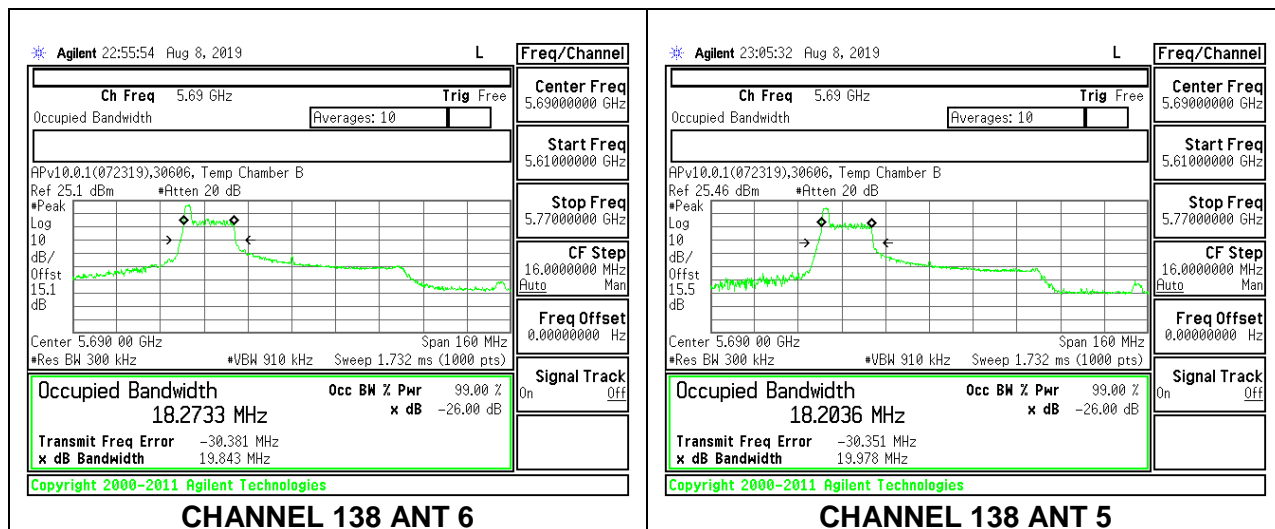 Agilent 22:55:54 Aug 8, 2019 L Freq/Channel
Ch Freq 5.69 GHz Trig Free
Occupied Bandwidth Averages: 10
APv10.0.1(072319),30606, Temp Chamber B
Ref 25.1 dBm #Atten 20 dB
#Peak
Log
10
dB/
Offst
15.1
dB
Center 5.690 00 GHz Span 160 MHz
#Res BW 300 kHz #VBW 910 kHz Sweep 1.732 ms (1000 pts)
Occupied Bandwidth Occ BW % Pwr 99.00 %
18.2733 MHz x dB -26.00 dB
Transmit Freq Error -30.381 MHz
x dB Bandwidth 19.843 MHz
Copyright 2000-2011 Agilent Technologies
Center Freq
5.69000000 GHz
Start Freq
5.61000000 GHz
Stop Freq
5.77000000 GHz
CF Step
16.0000000 MHz
Auto Man
Freq Offset
0.00000000 Hz
Signal Track
On Off
CHANNEL 138 ANT 6
Agilent 23:05:32 Aug 8, 2019 L Freq/Channel
Ch Freq 5.69 GHz Trig Free
Occupied Bandwidth Averages: 10
APv10.0.1(072319),30606, Temp Chamber B
Ref 25.46 dBm #Atten 20 dB
#Peak
Log
10
dB/
Offst
15.5
dB
Center 5.690 00 GHz Span 160 MHz
#Res BW 300 kHz #VBW 910 kHz Sweep 1.732 ms (1000 pts)
Occupied Bandwidth Occ BW % Pwr 99.00 %
18.2036 MHz x dB -26.00 dB
Transmit Freq Error -30.351 MHz
x dB Bandwidth 19.978 MHz
Copyright 2000-2011 Agilent Technologies
Center Freq
5.69000000 GHz
Start Freq
5.61000000 GHz
Stop Freq
5.77000000 GHz
CF Step
16.0000000 MHz
Auto Man
Freq Offset
0.00000000 Hz
Signal Track
On Off
CHANNEL 138 ANT 5